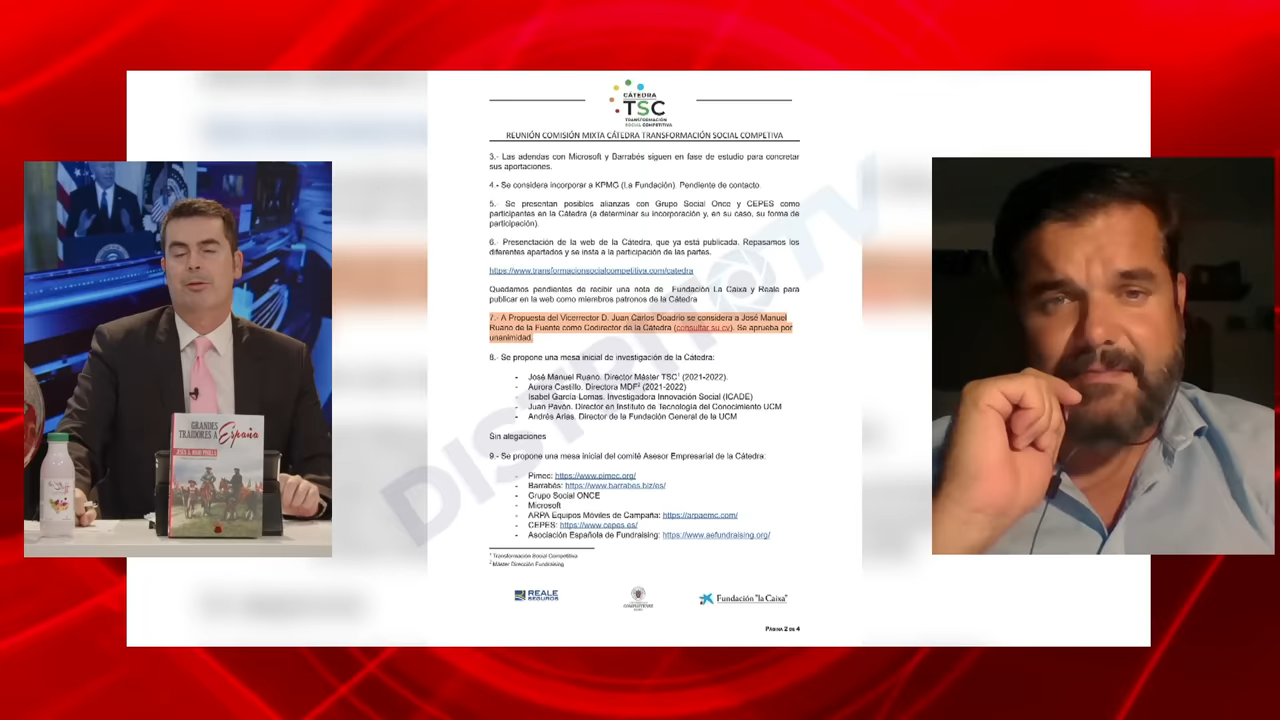 CÁTEDRA
TSC
TRANSFORMACIÓN
SOCIAL COMPETITIVA
REUNIÓN COMISIÓN MIXTA CÁTEDRA TRANSFORMACIÓN SOCIAL COMPETIVA
3.- Las adendas con Microsoft y Barrabés siguen en fase de estudio para concretar
sus aportaciones.
4.- Se considera incorporar a KPMG (La Fundación) Pendiente de contacto
5.- Se presentan posibles alianzas con Grupo Social Once y CEPES como
participantes en la Cátedra (a determinar su incorporación y, en su caso, su forma de
participación).
6.- Presenctación de la web de la Cátedra, que ya está publicada. Repasamos los
diferentes apartados y se insta a la participación de las partes.
https://www.transformacionsocialcompetitiva.com/catedra
Quedamos pendientes de recibir una nota de Fundación La Caixa y Reale para
publicar en la web como miembros patronos de la Cátedra
7.- A Propuesta del Vicerrector D. Juan Carlos Doadrio se considera a José Manuel
Ruano de la Fuente como Codirector de la Cátedra (consultar su cv). Se aprueba por
unanimidad.
8.- Se propone una mesa inicial de investigación de la Cátedra:
- José Manuel Ruano. Director Máster TSC¹ (2021-2022).
- Aurora Castillo. Directora MDF² (2021-2022)
Isabel García-Lomas. Investigadora Innovación Social (ICADE)
- Juan Pavón. Director en Instituto de Tecnología del Conocimiento UCM
- Andrés Arias. Director de la Fundación General de la UCM
Sin alegaciones
9.- Se propone una mesa inicial del comité Asesor Empresarial de la Cátedra:
- Pimec: https://www.pimec.org/
- Barrabés: https://www.barrabes.biz/es/
- Grupo Social ONCE
- Microsoft
- ARPA Equipos Móviles de Campaña: https://arpaemc.com/
- CEPES: https://www.cepes.es/
- Asociación Española de Fundraising: https://www.aefundraising.org/
¹ Transformación Social Competitiva
² Máster Dirección Fundraising
REALE
SEGUROS
COMPLUTENSE
Fundación "la Caixa"
PÁGINA 2 DE 4
GRANDES
TRAIDORES A
España